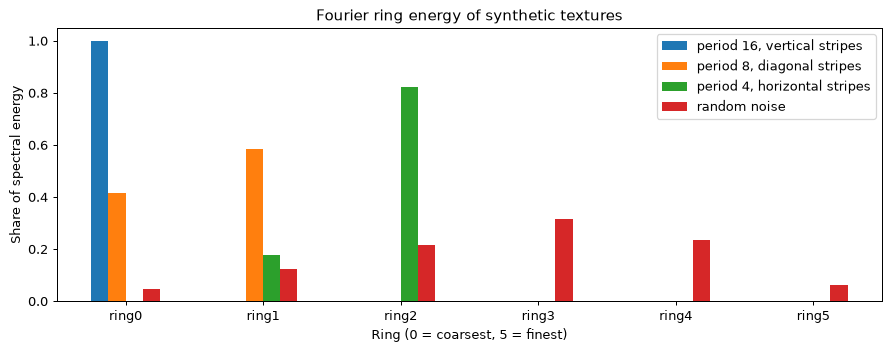 Fourier ring energy of synthetic textures
1.0
0.8
0.6
0.4
0.2
0.0
Share of spectral energy
period 16, vertical stripes
period 8, diagonal stripes
period 4, horizontal stripes
random noise
ring0 ring1 ring2 ring3 ring4 ring5
Ring (0 = coarsest, 5 = finest)